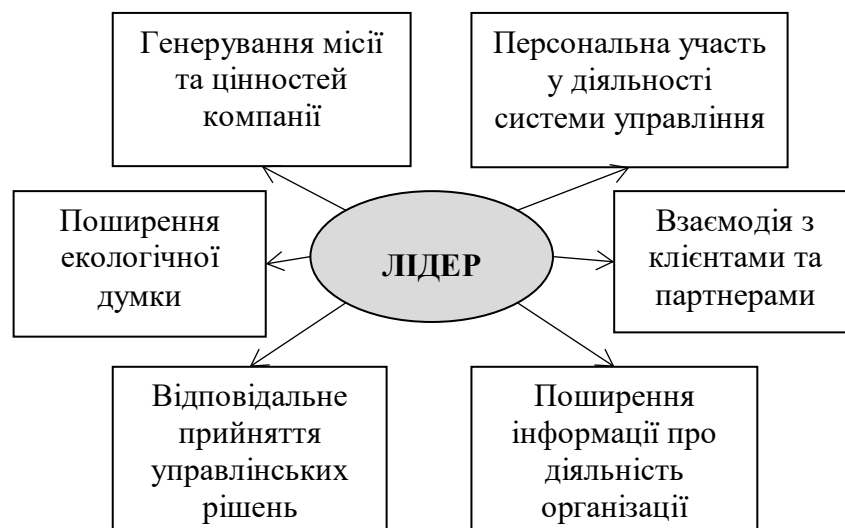 Генерування місії
та цінностей
компанії
Персональна участь
у діяльності
системи управління
Поширення
екологічної
думки
ЛІДЕР
Взаємодія з
клієнтами та
партнерами
Відповідальне
прийняття
управлінських
рішень
Поширення
інформації про
діяльність
організації